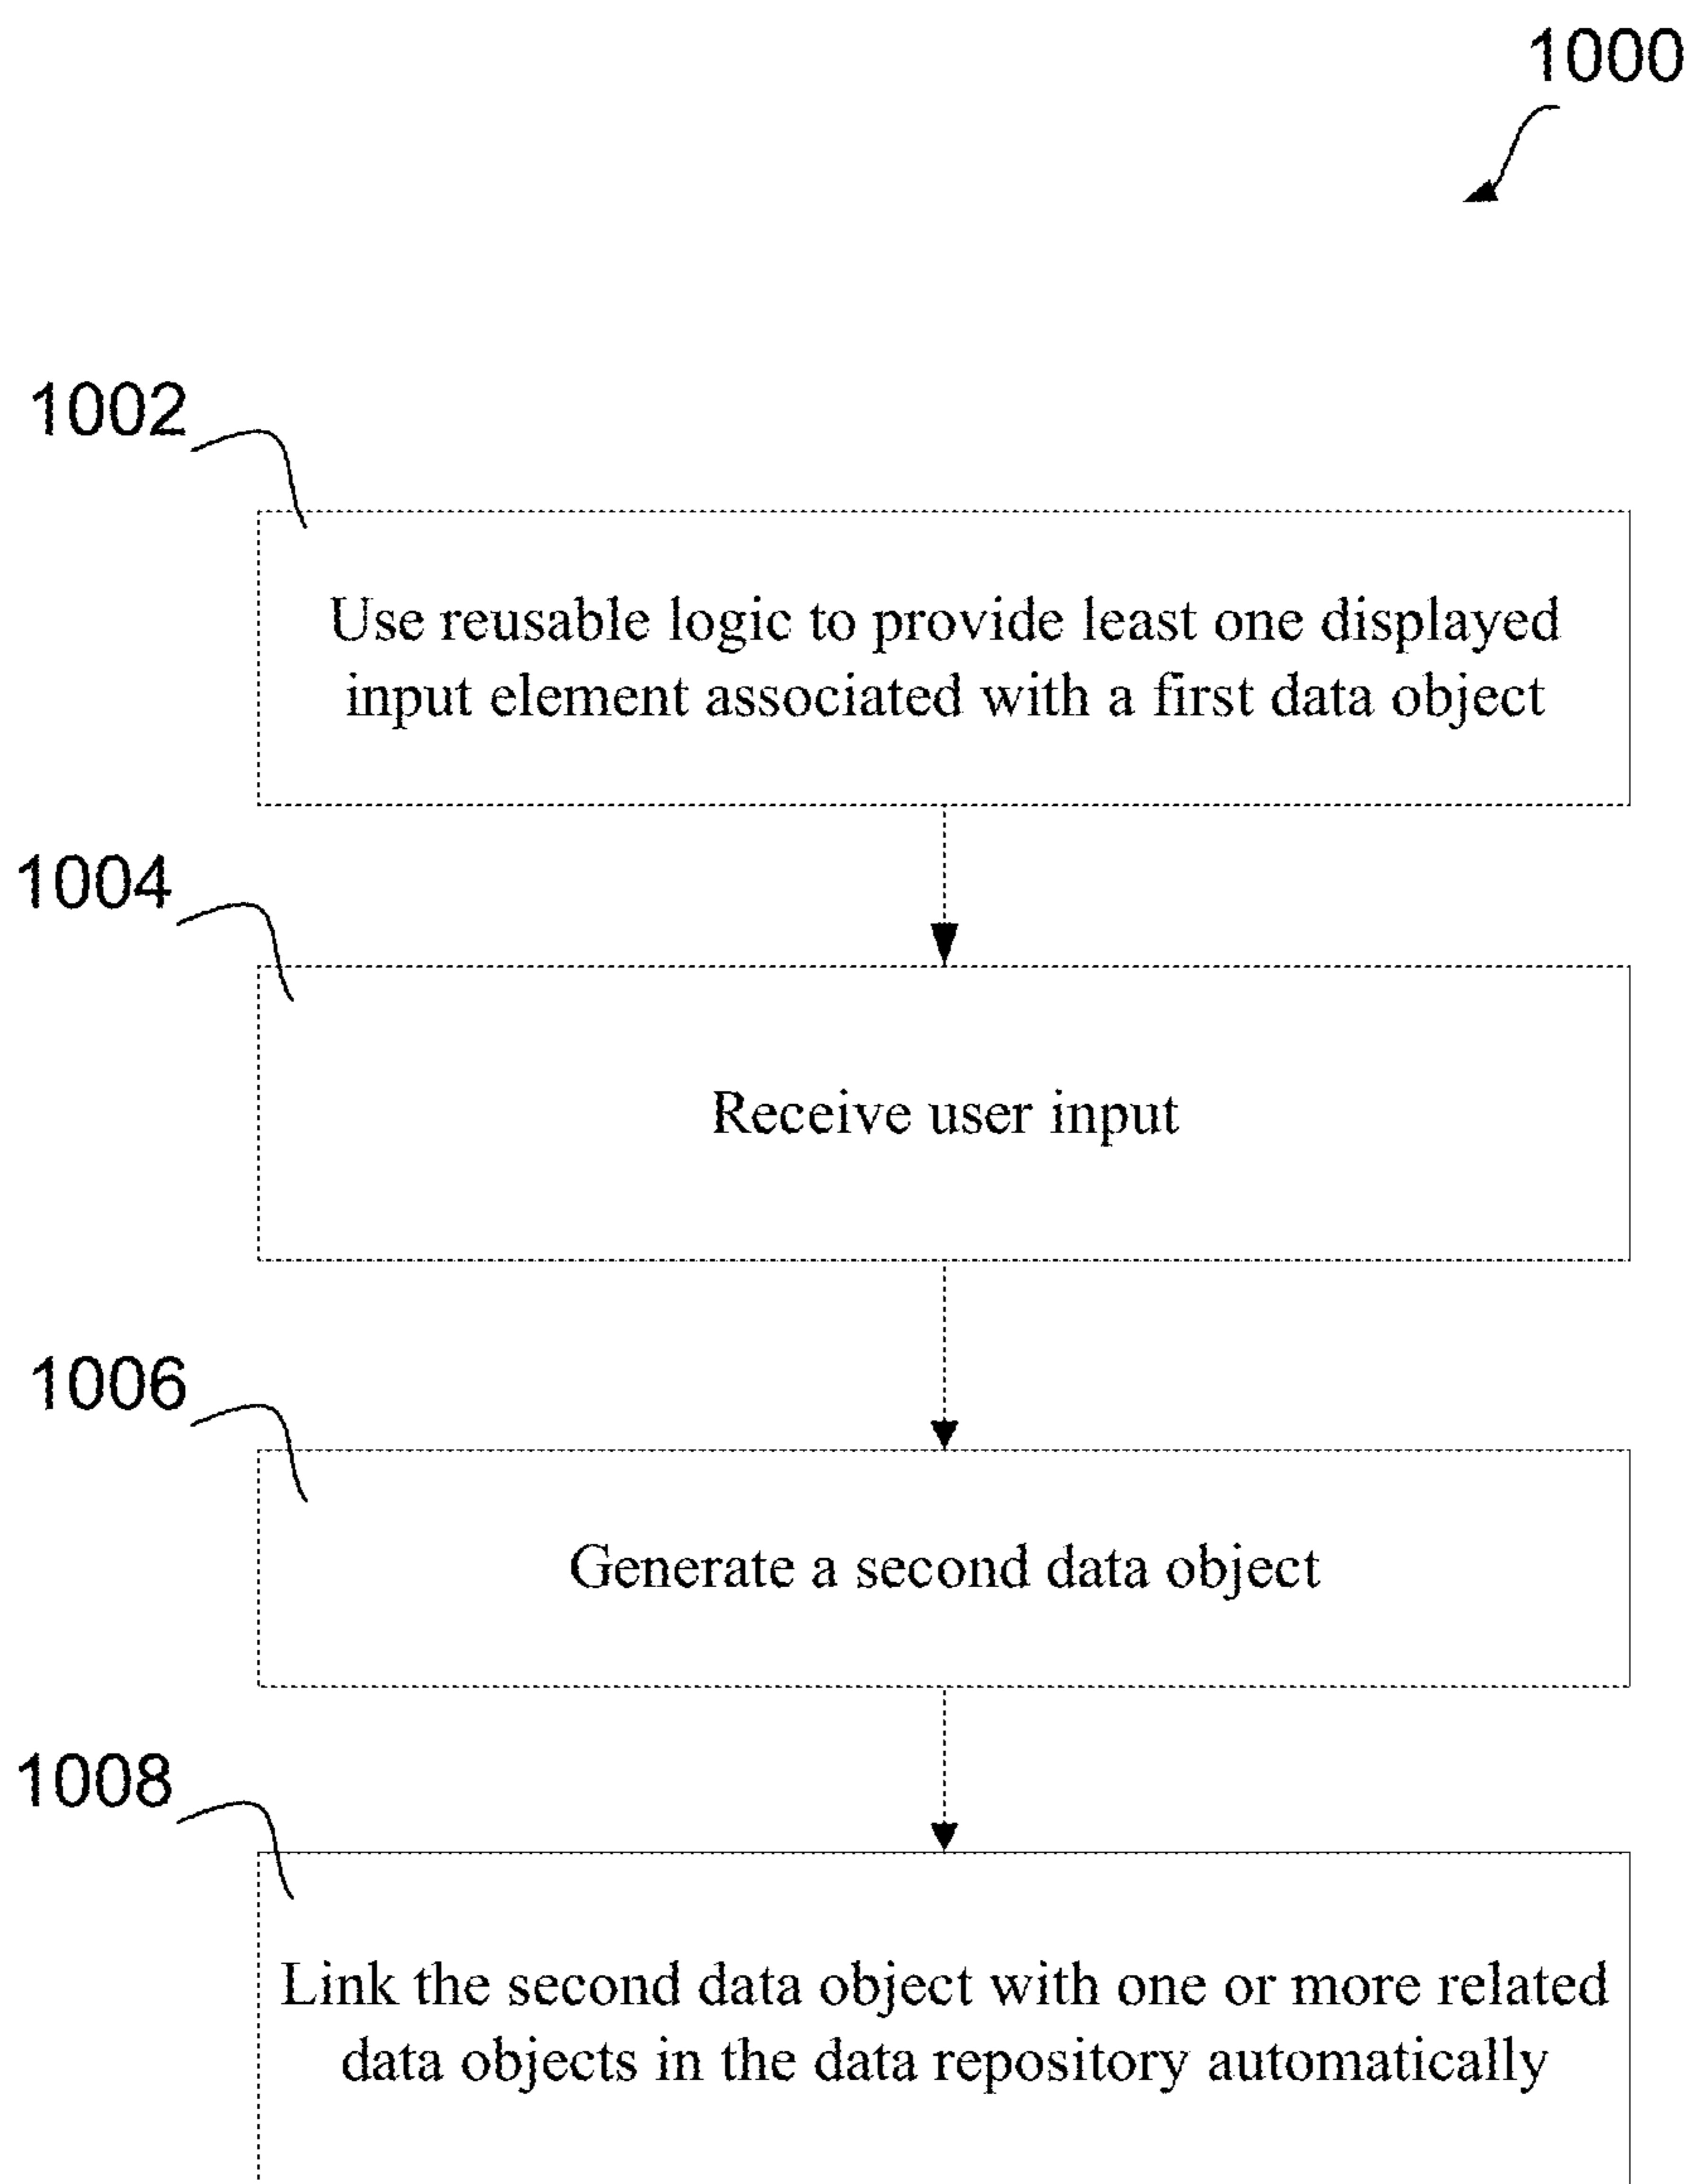 1000
1002
Use reusable logic to provide least one displayed
input element associated with a first data object
1004
Receive user input
1006
Generate a second data object
1008
Link the second data object with one or more related
data objects in the data repository automatically